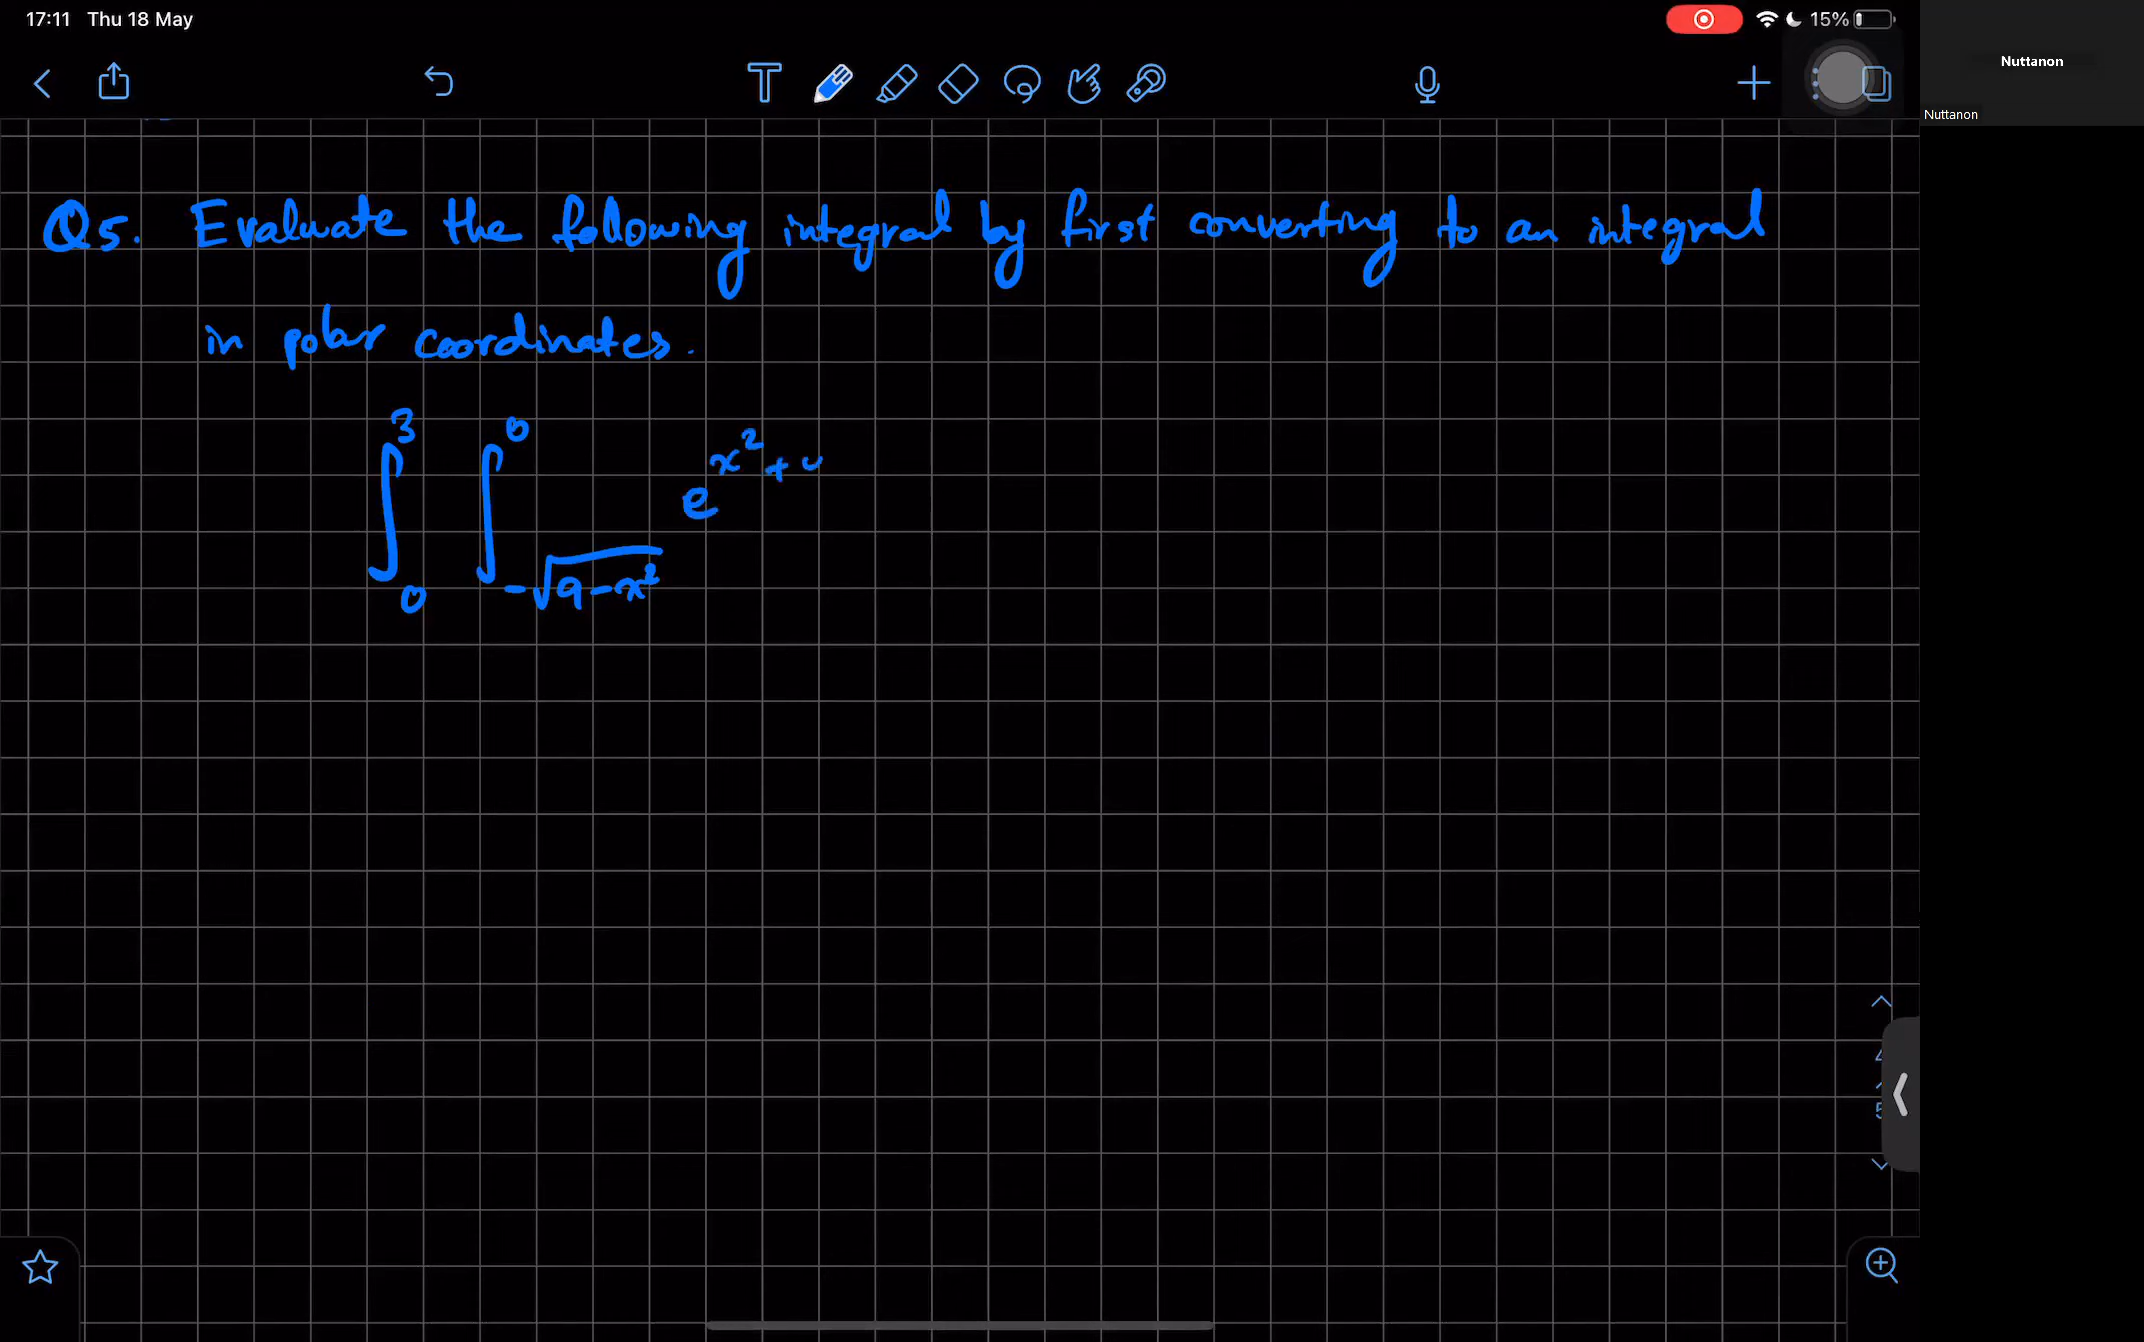 17:11 Thu 18 May
15%
Nuttanon
Nuttanon
Q5. Evaluate the following integral by first converting to an integral
in polar coordinates.
∫₀³ ∫_{-√(9-x²)}^0 e^{x²+